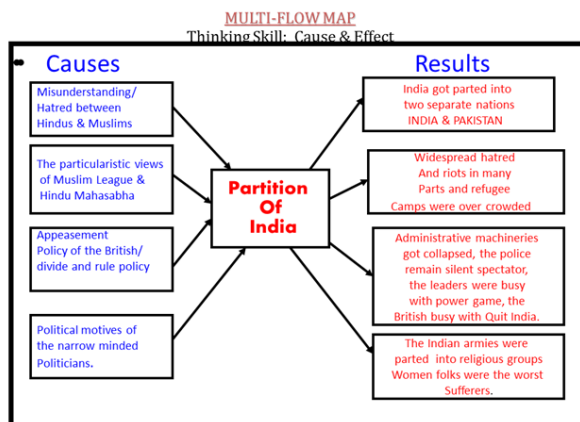 MULTI-FLOW MAP
Thinking Skill: Cause & Effect
Causes
Misunderstanding/
Hatred between
Hindus & Muslims
The particularistic views
of Muslim League &
Hindu Mahasabha
Appeasement
Policy of the British/
divide and rule policy
Political motives of
the narrow minded
Politicians.
Partition
Of
India
Results
India got parted into
two separate nations
INDIA & PAKISTAN
Widespread hatred
And riots in many
Parts and refugee
Camps were over crowded
Administrative machineries
got collapsed, the police
remain silent spectator,
the leaders were busy
with power game, the
British busy with Quit India.
The Indian armies were
parted into religious groups
Women folks were the worst
Sufferers.